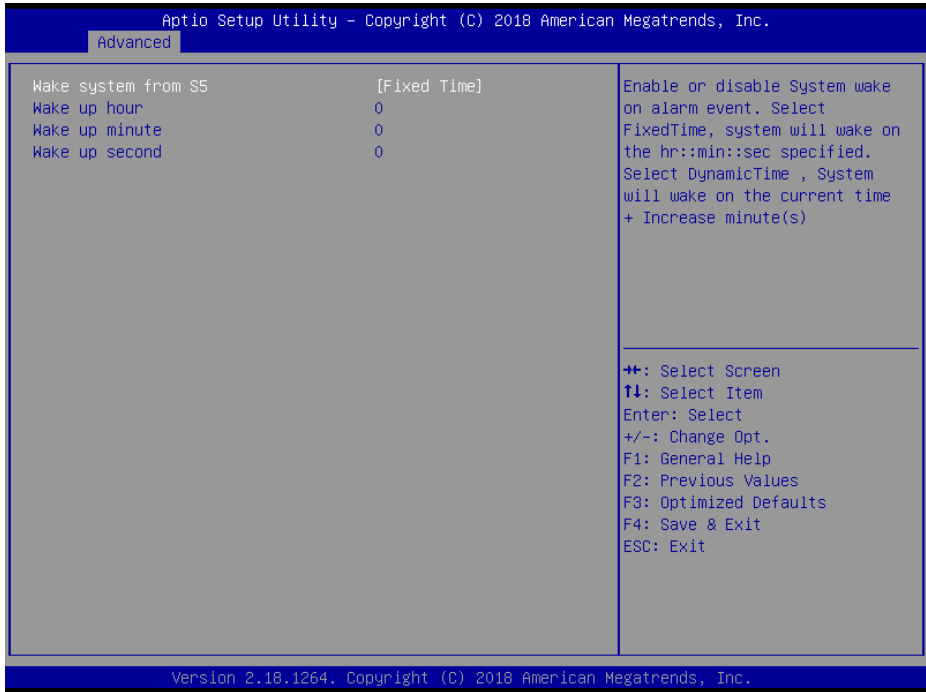 Aptio Setup Utility – Copyright (C) 2018 American Megatrends, Inc.
Advanced
Wake system from S5 [Fixed Time]
Wake up hour 0
Wake up minute 0
Wake up second 0
Enable or disable System wake
on alarm event. Select
FixedTime, system will wake on
the hr::min::sec specified.
Select DynamicTime , System
will wake on the current time
+ Increase minute(s)
→←: Select Screen
↑↓: Select Item
Enter: Select
+/-: Change Opt.
F1: General Help
F2: Previous Values
F3: Optimized Defaults
F4: Save & Exit
ESC: Exit
Version 2.18.1264. Copyright (C) 2018 American Megatrends, Inc.